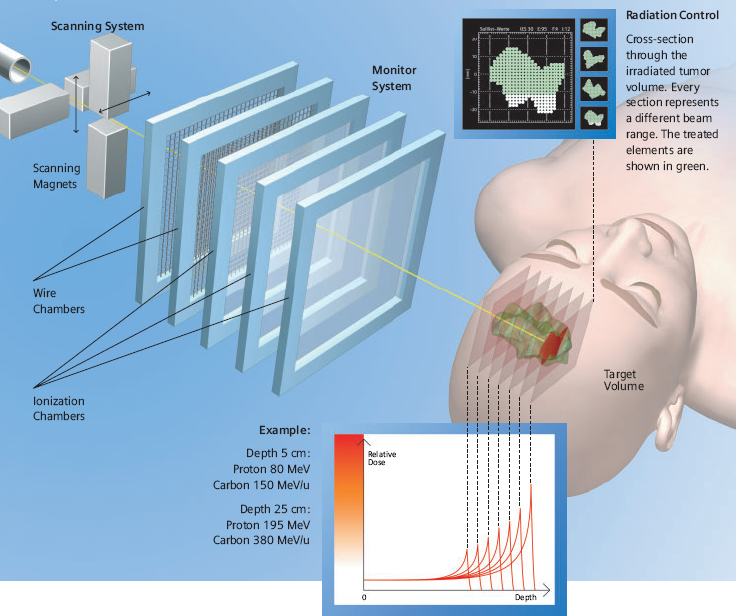 Scanning System
Scanning
Magnets
Monitor
System
Wire
Chambers
Ionization
Chambers
Radiation Control
Cross-section
through the
irradiated tumor
volume. Every
section represents
a different beam
range. The treated
elements are
shown in green.
Target
Volume
Example:
Depth 5 cm:
Proton 80 MeV
Carbon 150 MeV/u
Depth 25 cm:
Proton 195 MeV
Carbon 380 MeV/u
Relative
Dose
0
Depth